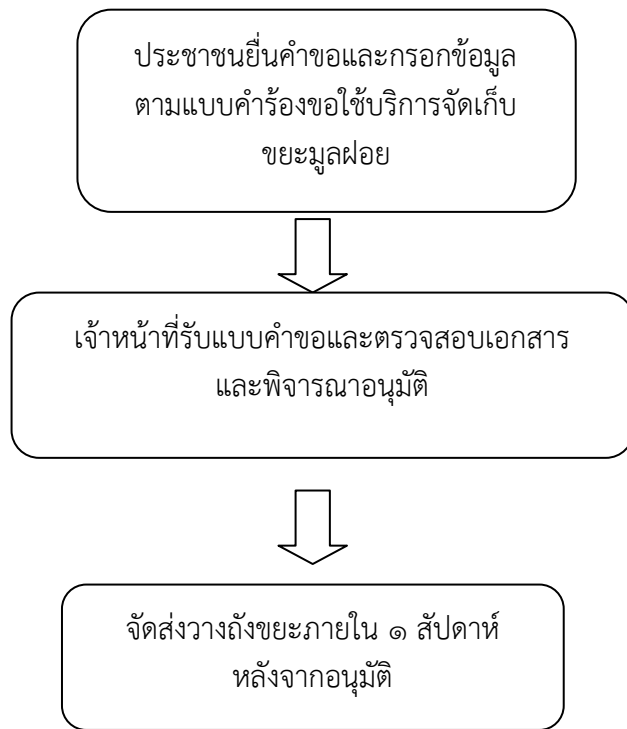 ประชาชนยื่นคำขอและกรอกข้อมูล
ตามแบบคำร้องขอใช้บริการจัดเก็บ
ขยะมูลฝอย
เจ้าหน้าที่รับแบบคำขอและตรวจสอบเอกสาร
และพิจารณาอนุมัติ
จัดส่งวางถังขยะภายใน ๑ สัปดาห์
หลังจากอนุมัติ